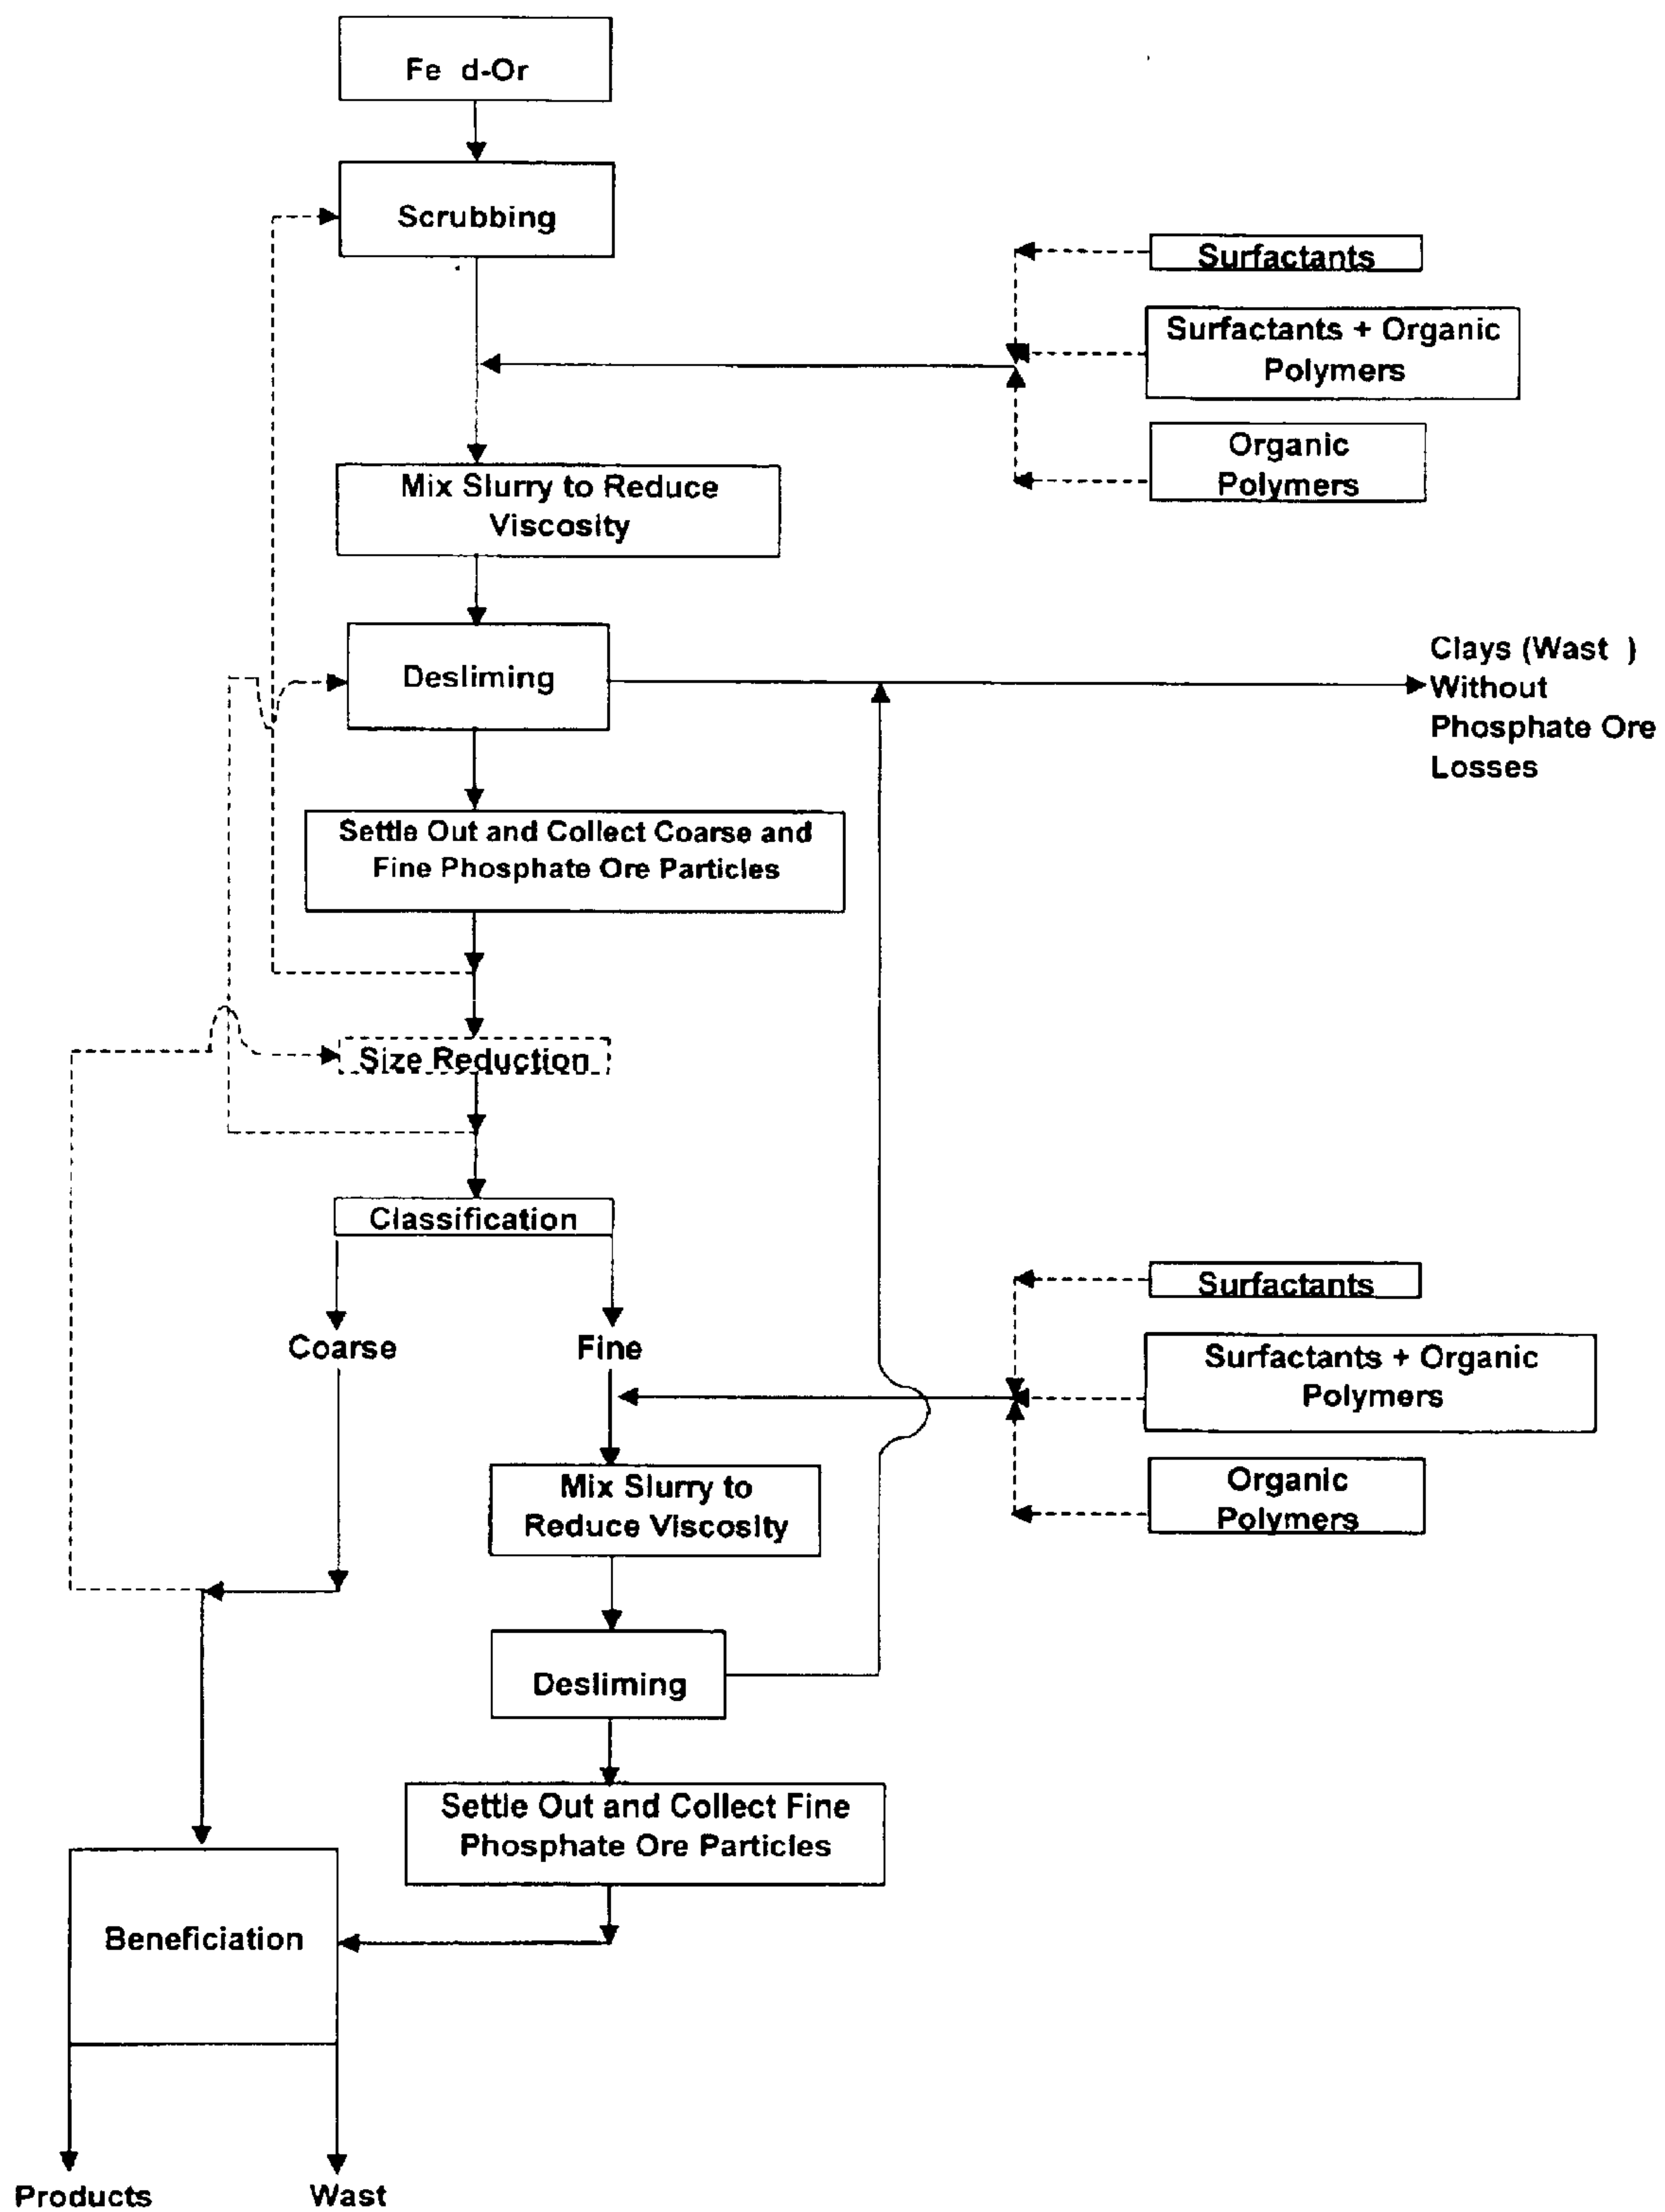 Fe d-Or
Scrubbing
Surfactants
Surfactants + Organic
Polymers
Organic
Polymers
Mix Slurry to Reduce
Viscosity
Desliming
Clays (Wast )
Without
Phosphate Ore
Losses
Settle Out and Collect Coarse and
Fine Phosphate Ore Particles
Size Reduction
Classification
Coarse
Fine
Surfactants
Surfactants + Organic
Polymers
Organic
Polymers
Mix Slurry to
Reduce Viscosity
Desliming
Settle Out and Collect Fine
Phosphate Ore Particles
Beneficiation
Products
Wast